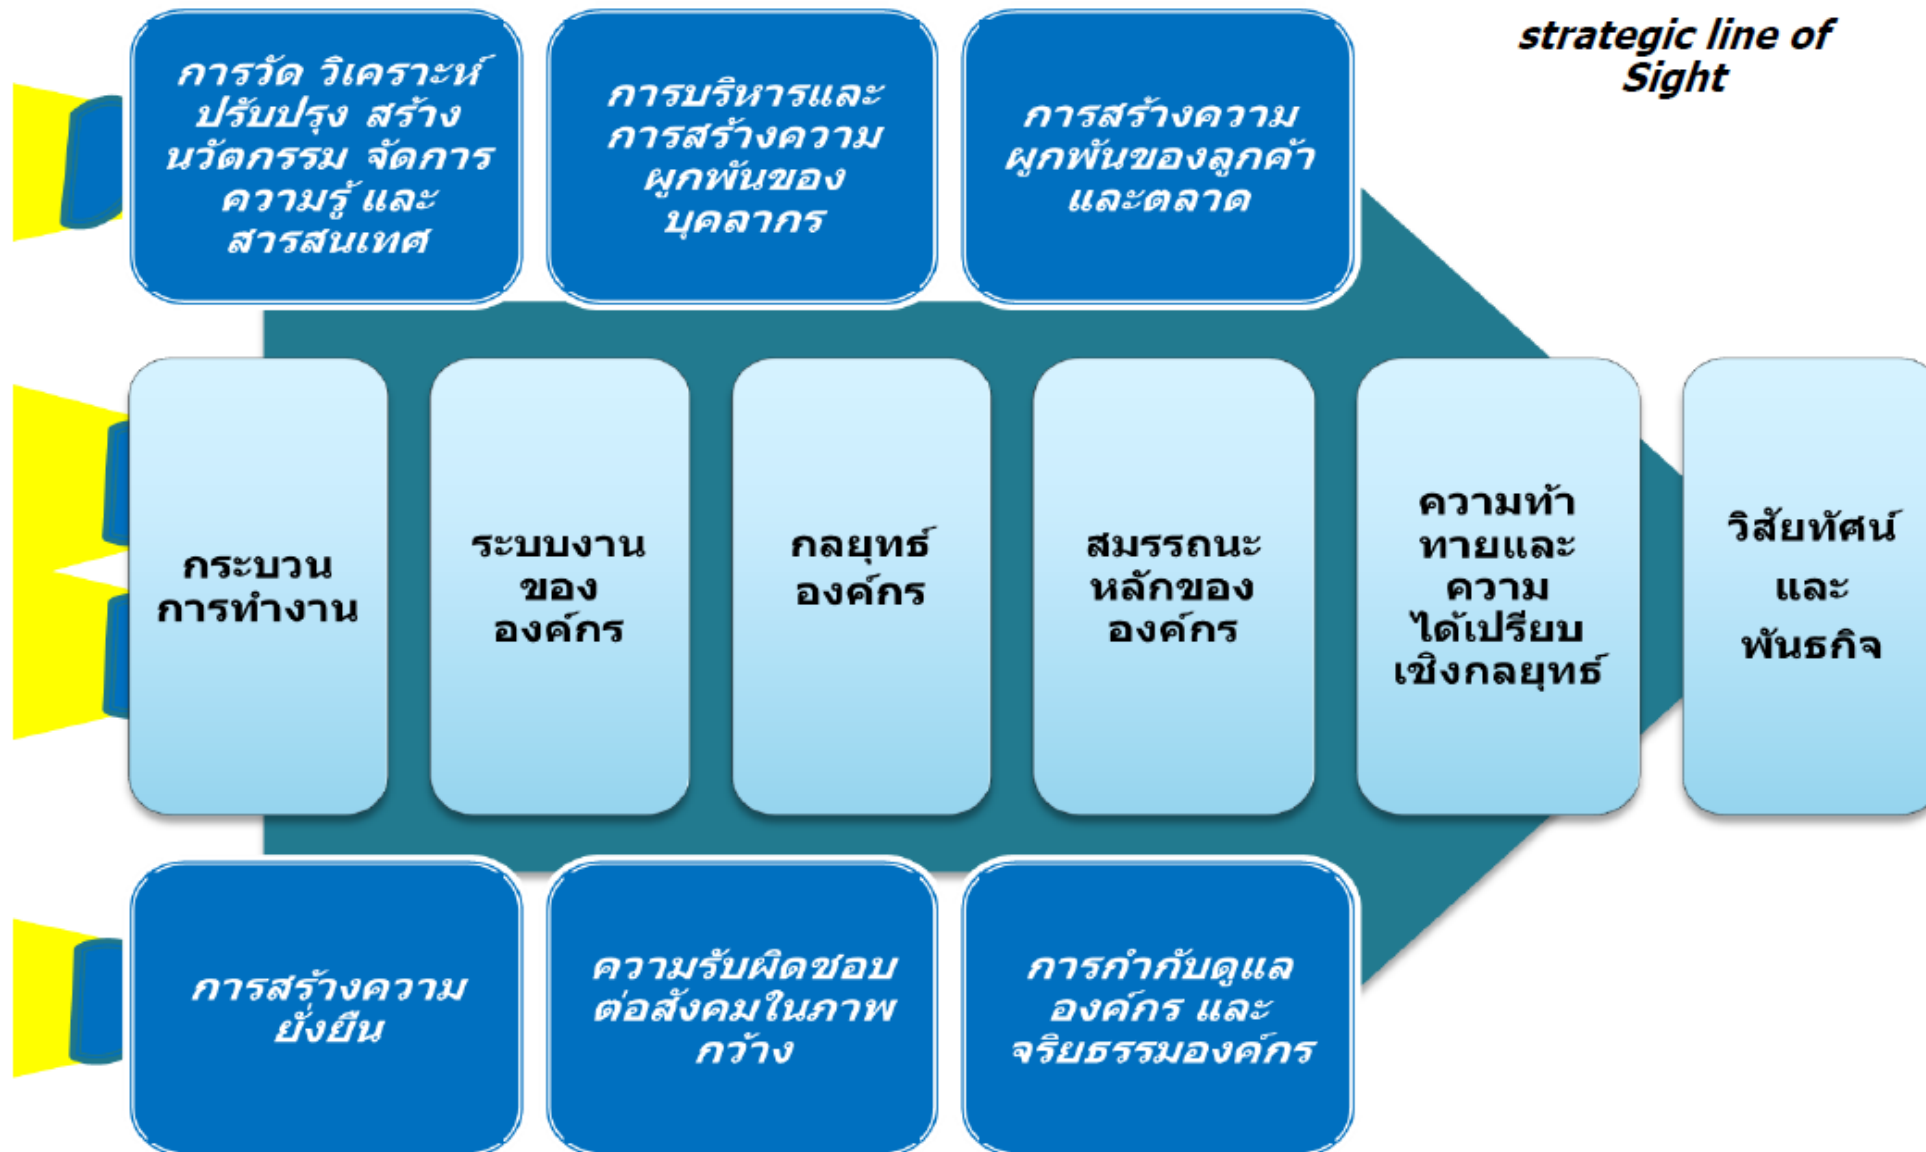 strategic line of
Sight
การวัด วิเคราะห์
ปรับปรุง สร้าง
นวัตกรรม จัดการ
ความรู้ และ
สารสนเทศ
การบริหารและ
การสร้างความ
ผูกพันของ
บุคลากร
การสร้างความ
ผูกพันของลูกค้า
และตลาด
กระบวน
การทำงาน
ระบบงาน
ของ
องค์กร
กลยุทธ์
องค์กร
สมรรถนะ
หลักของ
องค์กร
ความท้า
ทายและ
ความ
ได้เปรียบ
เชิงกลยุทธ์
วิสัยทัศน์
และ
พันธกิจ
การสร้างความ
ยั่งยืน
ความรับผิดชอบ
ต่อสังคมในภาพ
กว้าง
การกำกับดูแล
องค์กร และ
จริยธรรมองค์กร